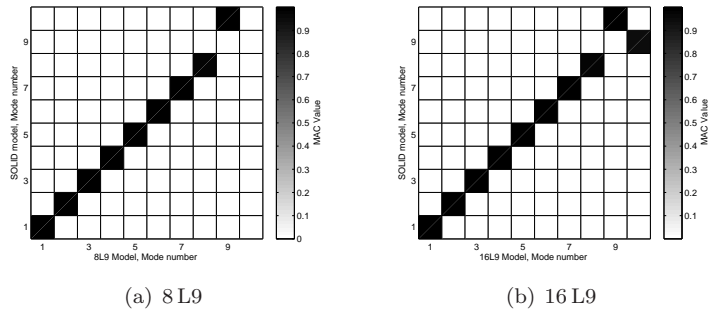 9
7
5
3
1
SOLID model, Mode number
1 3 5 7 9
8L9 Model, Mode number
0.9
0.8
0.7
0.6
0.5
0.4
0.3
0.2
0.1
0
MAC Value
(a) 8 L9
9
7
5
3
1
SOLID model, Mode number
1 3 5 7 9
16L9 Model, Mode number
0.9
0.8
0.7
0.6
0.5
0.4
0.3
0.2
0.1
MAC Value
(b) 16 L9